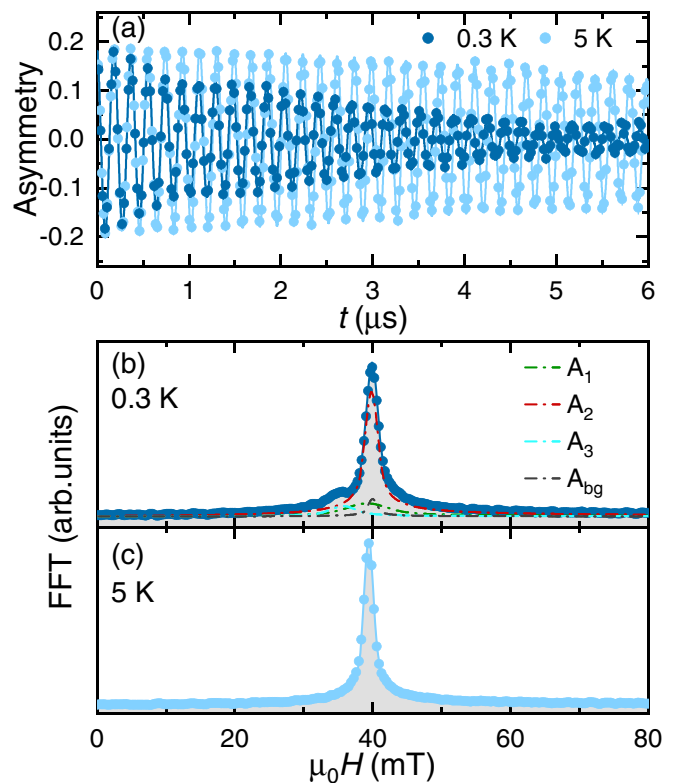 (a)
0.3 K 5 K
0.2
0.1
0.0
-0.1
-0.2
Asymmetry
0 1 2 3 4 5 6
t (μs)
(b)
0.3 K
A1
A2
A3
Abg
(c)
5 K
FFT (arb.units)
0 20 40 60 80
μ0H (mT)